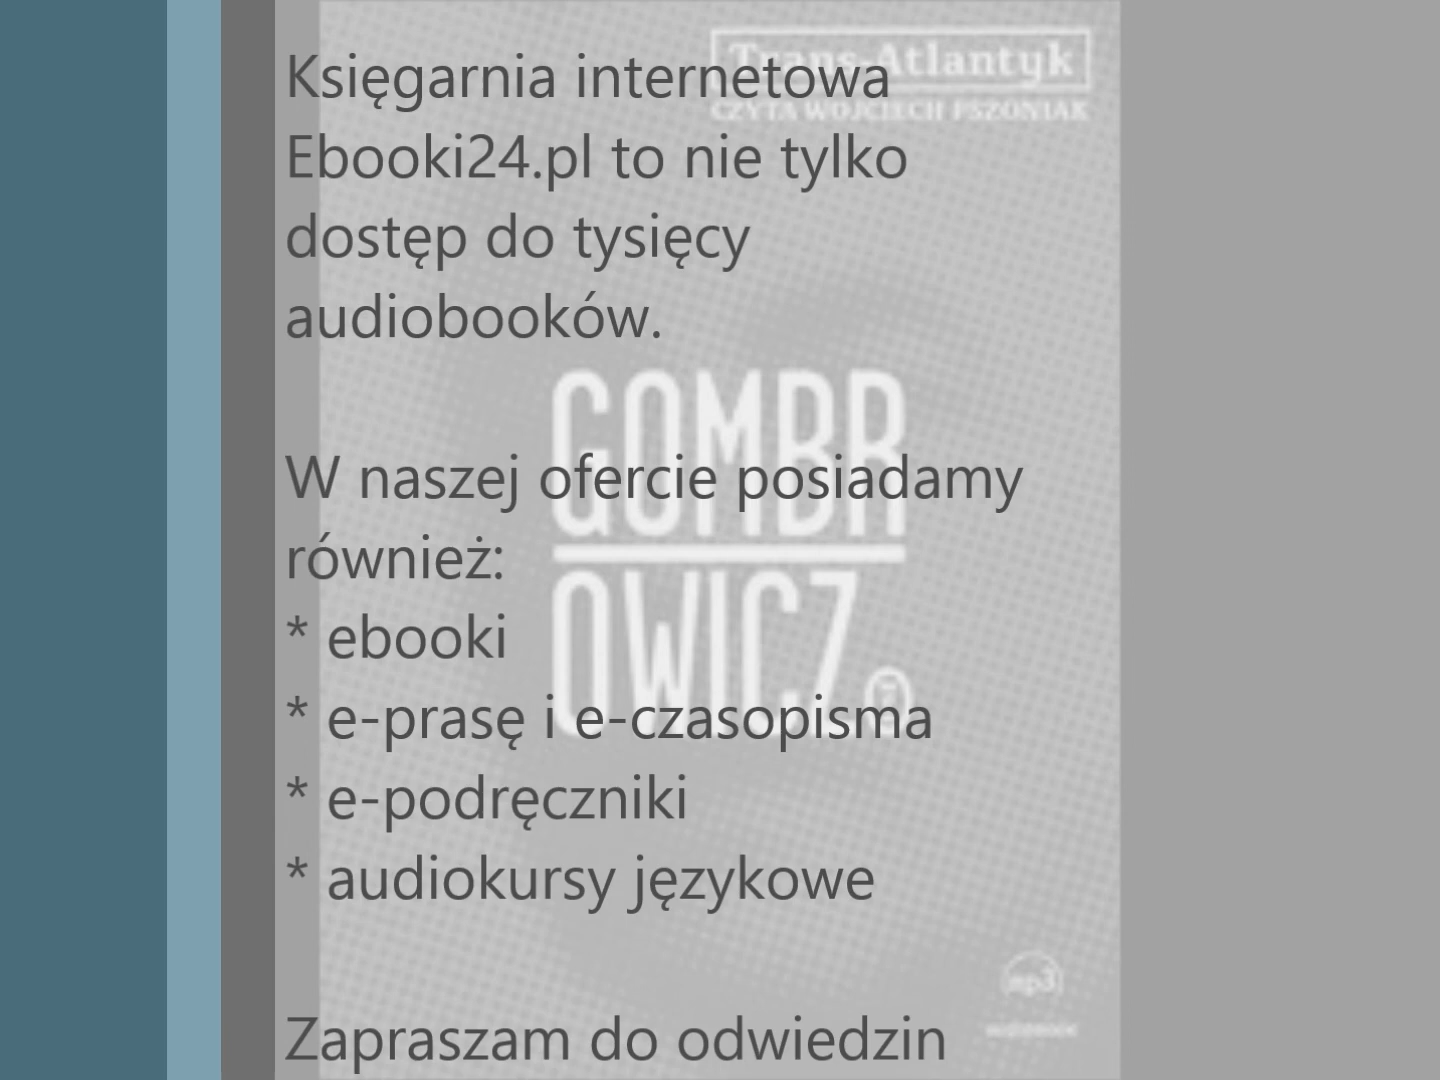 Trans-Atlantyk
CZYTA WOJCIECH PSZONIAK
Księgarnia internetowa
Ebooki24.pl to nie tylko
dostęp do tysięcy
audiobooków.
GOMBR
OWICZ
W naszej ofercie posiadamy
również:
* ebooki
* e-prasę i e-czasopisma
* e-podręczniki
* audiokursy językowe
mp3
Zapraszam do odwiedzin